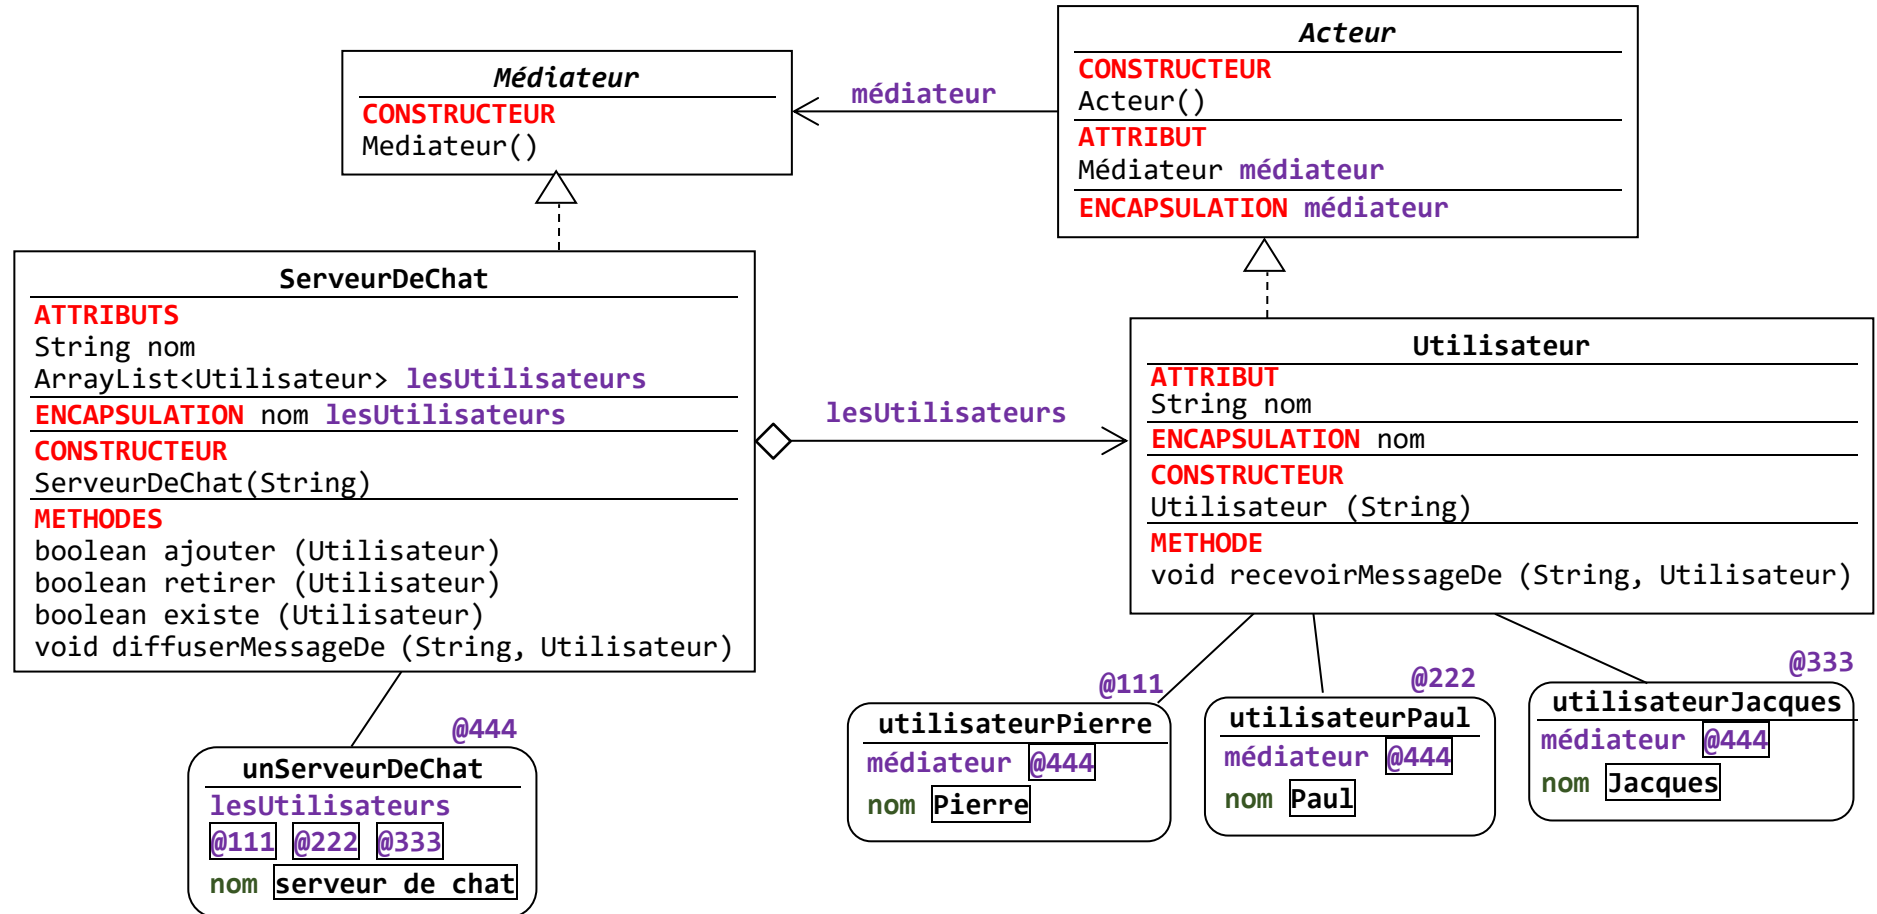 Médiateur
CONSTRUCTEUR
Mediateur()
médiateur
Acteur
CONSTRUCTEUR
Acteur()
ATTRIBUT
Médiateur médiateur
ENCAPSULATION médiateur
ServeurDeChat
ATTRIBUTS
String nom
ArrayList<Utilisateur> lesUtilisateurs
ENCAPSULATION nom lesUtilisateurs
CONSTRUCTEUR
ServeurDeChat(String)
METHODES
boolean ajouter (Utilisateur)
boolean retirer (Utilisateur)
boolean existe (Utilisateur)
void diffuserMessageDe (String, Utilisateur)
lesUtilisateurs
Utilisateur
ATTRIBUT
String nom
ENCAPSULATION nom
CONSTRUCTEUR
Utilisateur (String)
METHODE
void recevoirMessageDe (String, Utilisateur)
@444
unServeurDeChat
lesUtilisateurs
@111 @222 @333
nom serveur de chat
@111
utilisateurPierre
médiateur @444
nom Pierre
@222
utilisateurPaul
médiateur @444
nom Paul
@333
utilisateurJacques
médiateur @444
nom Jacques